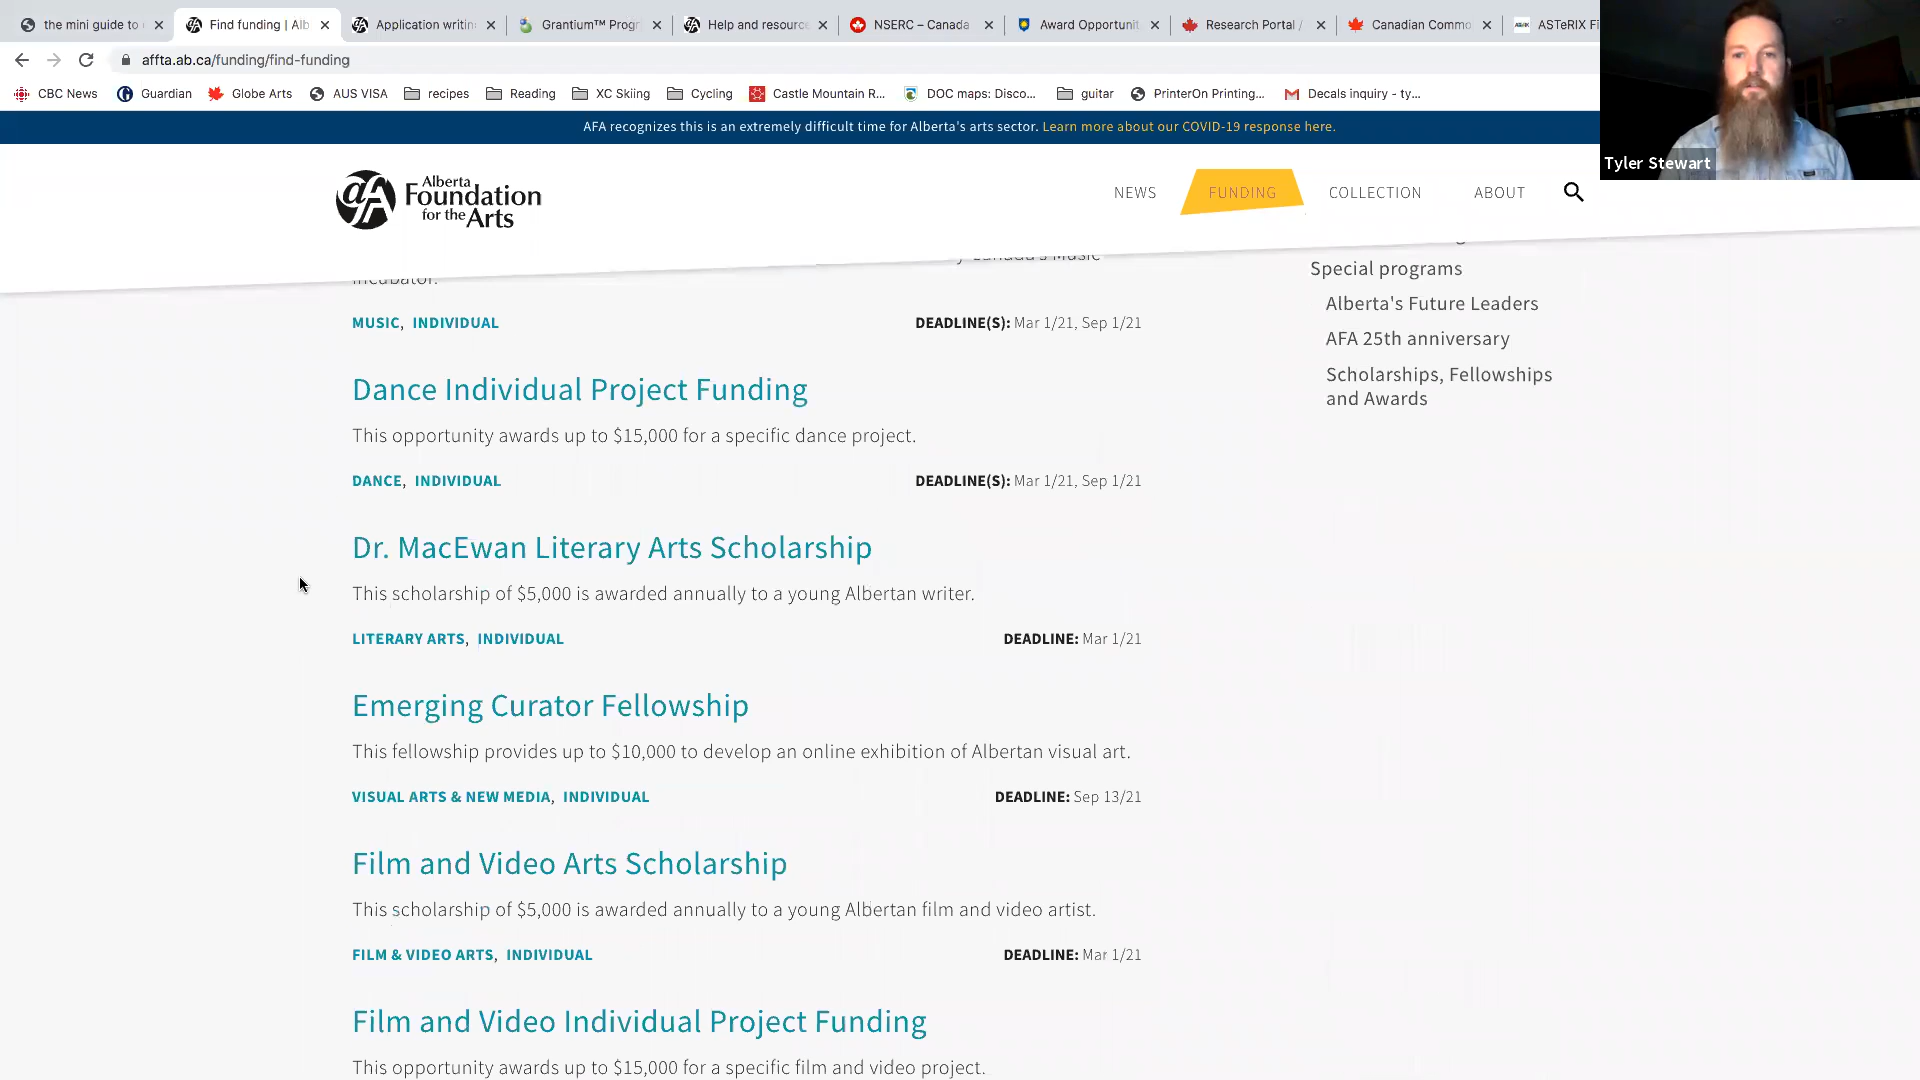 the mini guide to
Find funding | Alb
Application writin
Grantium™ Progr
Help and resource
NSERC – Canada
Award Opportunit
Research Portal /
Canadian Commo
ASTeRIX Fi
affta.ab.ca/funding/find-funding
CBC News
Guardian
Globe Arts
AUS VISA
recipes
Reading
XC Skiing
Cycling
Castle Mountain R...
DOC maps: Disco...
guitar
PrinterOn Printing...
Decals inquiry - ty...
Tyler Stewart
AFA recognizes this is an extremely difficult time for Alberta's arts sector. Learn more about our COVID-19 response here.
Alberta
Foundation
for the
Arts
NEWS
FUNDING
COLLECTION
ABOUT
incubator.
MUSIC, INDIVIDUAL
DEADLINE(S): Mar 1/21, Sep 1/21
Dance Individual Project Funding
This opportunity awards up to $15,000 for a specific dance project.
DANCE, INDIVIDUAL
DEADLINE(S): Mar 1/21, Sep 1/21
Dr. MacEwan Literary Arts Scholarship
This scholarship of $5,000 is awarded annually to a young Albertan writer.
LITERARY ARTS, INDIVIDUAL
DEADLINE: Mar 1/21
Emerging Curator Fellowship
This fellowship provides up to $10,000 to develop an online exhibition of Albertan visual art.
VISUAL ARTS & NEW MEDIA, INDIVIDUAL
DEADLINE: Sep 13/21
Film and Video Arts Scholarship
This scholarship of $5,000 is awarded annually to a young Albertan film and video artist.
FILM & VIDEO ARTS, INDIVIDUAL
DEADLINE: Mar 1/21
Film and Video Individual Project Funding
This opportunity awards up to $15,000 for a specific film and video project.
Special programs
Alberta's Future Leaders
AFA 25th anniversary
Scholarships, Fellowships
and Awards